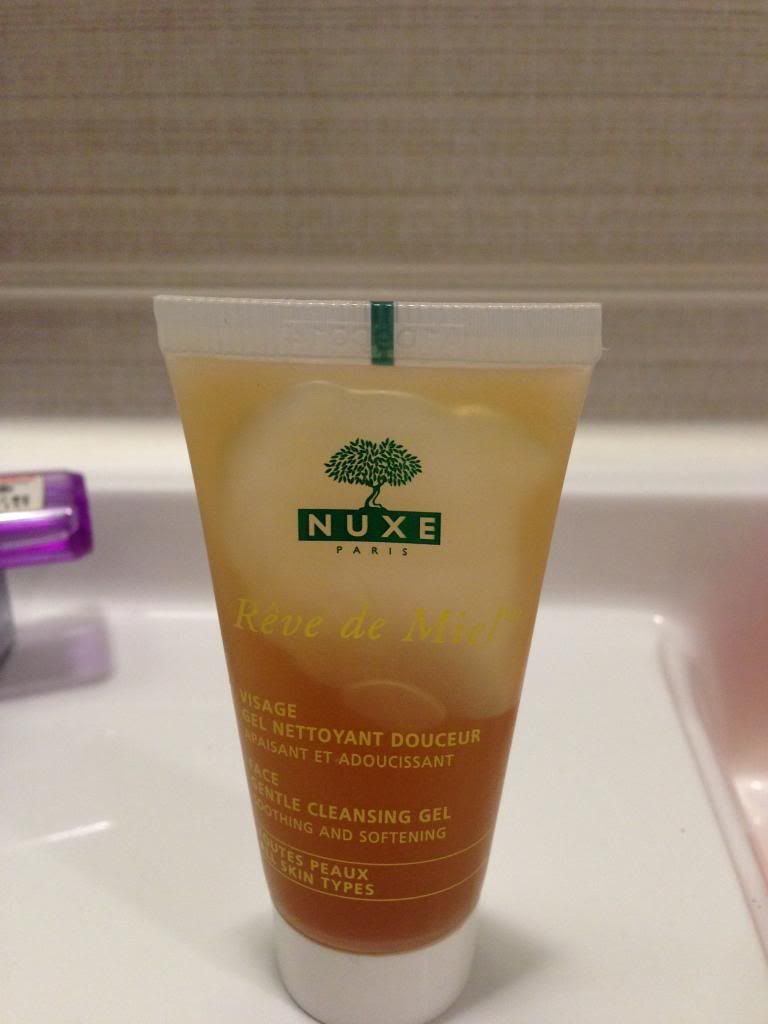 NUXE
PARIS
Rêve de Miel
VISAGE
GEL NETTOYANT DOUCEUR
APAISANT ET ADOUCISSANT
FACE
GENTLE CLEANSING GEL
SOOTHING AND SOFTENING
TOUTES PEAUX
ALL SKIN TYPES